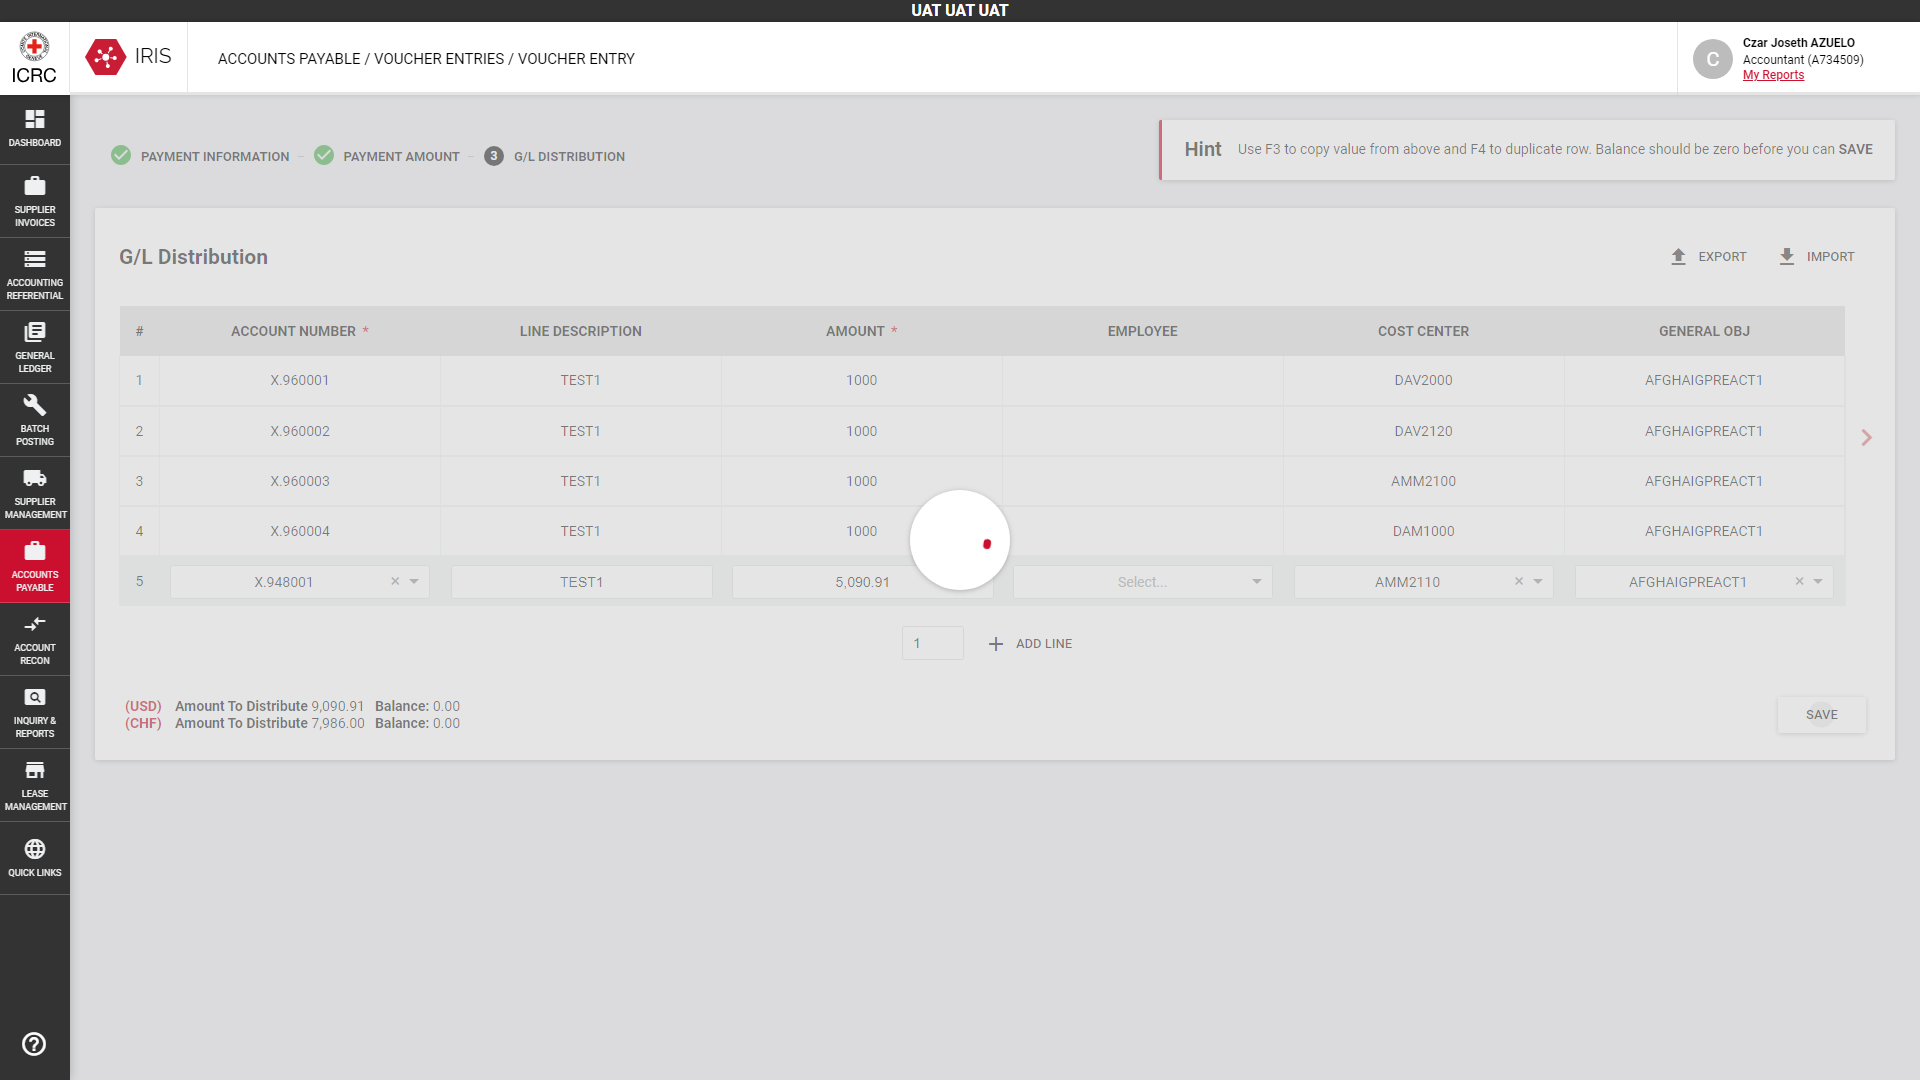 UAT UAT UAT
ICRC
IRIS
ACCOUNTS PAYABLE / VOUCHER ENTRIES / VOUCHER ENTRY
C
Czar Joseth AZUELO
Accountant (A734509)
My Reports
DASHBOARD
SUPPLIER
INVOICES
ACCOUNTING
REFERENTIAL
GENERAL
LEDGER
BATCH
POSTING
SUPPLIER
MANAGEMENT
ACCOUNTS
PAYABLE
ACCOUNT
RECON
INQUIRY &
REPORTS
LEASE
MANAGEMENT
QUICK LINKS
PAYMENT INFORMATION
PAYMENT AMOUNT
3 G/L DISTRIBUTION
Hint Use F3 to copy value from above and F4 to duplicate row. Balance should be zero before you can SAVE
G/L Distribution
EXPORT IMPORT
# ACCOUNT NUMBER * LINE DESCRIPTION AMOUNT * EMPLOYEE COST CENTER GENERAL OBJ
1 X.960001 TEST1 1000 DAV2000 AFGHAIGPREACT1
2 X.960002 TEST1 1000 DAV2120 AFGHAIGPREACT1
3 X.960003 TEST1 1000 AMM2100 AFGHAIGPREACT1
4 X.960004 TEST1 1000 DAM1000 AFGHAIGPREACT1
5 X.948001 TEST1 5,090.91 Select... AMM2110 AFGHAIGPREACT1
1 ADD LINE
(USD) Amount To Distribute 9,090.91 Balance: 0.00
(CHF) Amount To Distribute 7,986.00 Balance: 0.00
SAVE